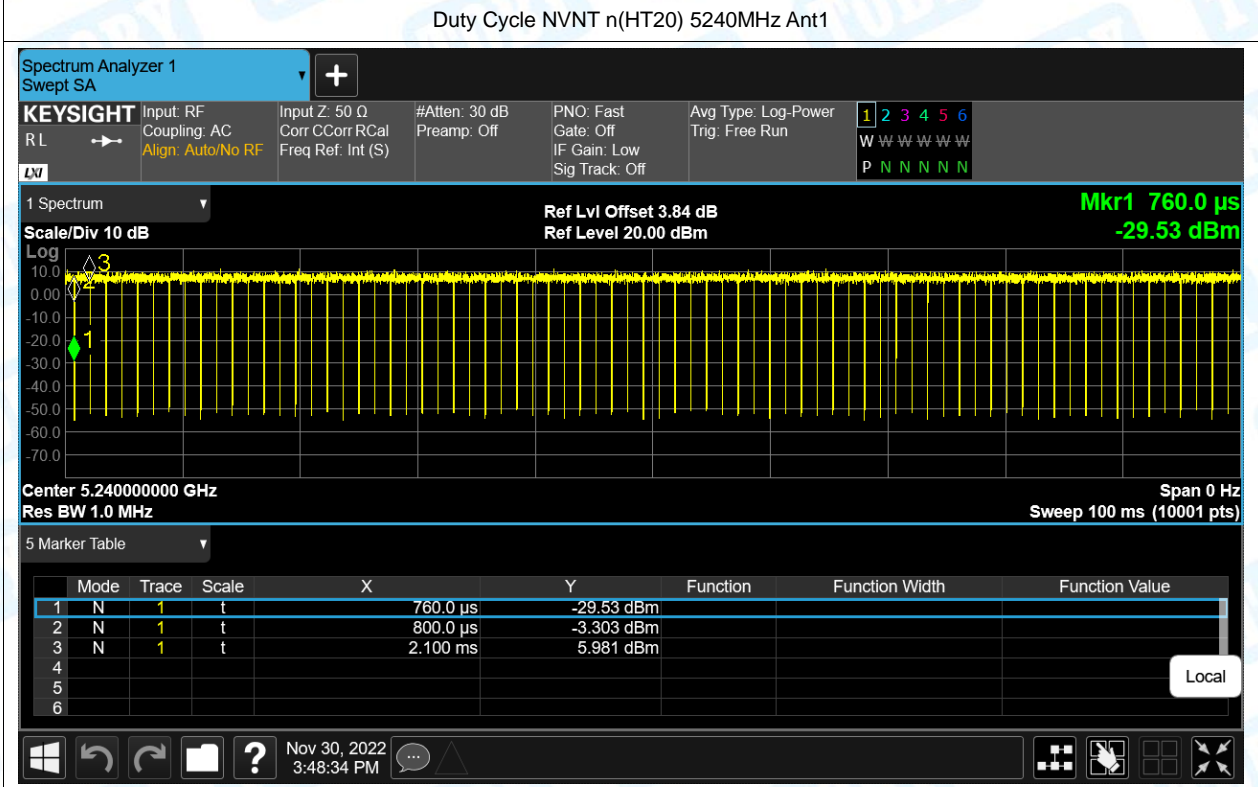 Duty Cycle NVNT n(HT20) 5240MHz Ant1
Spectrum Analyzer 1
Swept SA
KEYSIGHT
R L
LXI
Input: RF
Coupling: AC
Align: Auto/No RF
Input Z: 50 Ω
Corr CCorr RCal
Freq Ref: Int (S)
#Atten: 30 dB
Preamp: Off
PNO: Fast
Gate: Off
IF Gain: Low
Sig Track: Off
Avg Type: Log-Power
Trig: Free Run
1 2 3 4 5 6
W W W W W W
P N N N N N
1 Spectrum
Scale/Div 10 dB
Ref Lvl Offset 3.84 dB
Ref Level 20.00 dBm
Mkr1 760.0 µs
-29.53 dBm
Log
10.0
0.00
-10.0
-20.0
-30.0
-40.0
-50.0
-60.0
-70.0
3
2
1
Center 5.240000000 GHz
Span 0 Hz
Res BW 1.0 MHz
Sweep 100 ms (10001 pts)
5 Marker Table
Mode Trace Scale X Y Function Function Width Function Value
1 N 1 t 760.0 µs -29.53 dBm
2 N 1 t 800.0 µs -3.303 dBm
3 N 1 t 2.100 ms 5.981 dBm
4
5
6
Local
?
Nov 30, 2022
3:48:34 PM